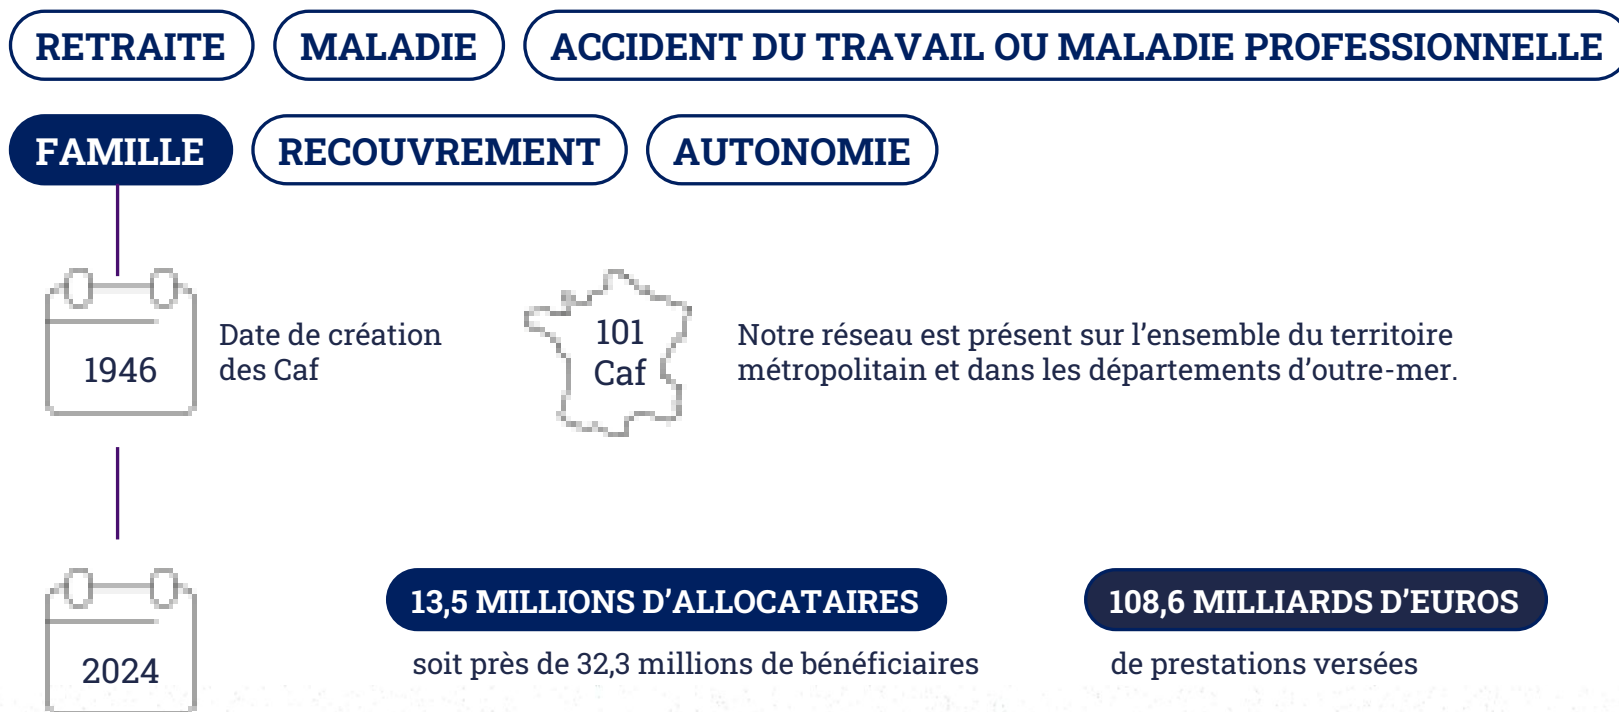 RETRAITE
MALADIE
ACCIDENT DU TRAVAIL OU MALADIE PROFESSIONNELLE
FAMILLE
RECOUVREMENT
AUTONOMIE
1946
Date de création
des Caf
101
Caf
Notre réseau est présent sur l’ensemble du territoire
métropolitain et dans les départements d’outre-mer.
2024
13,5 MILLIONS D’ALLOCATAIRES
soit près de 32,3 millions de bénéficiaires
108,6 MILLIARDS D’EUROS
de prestations versées